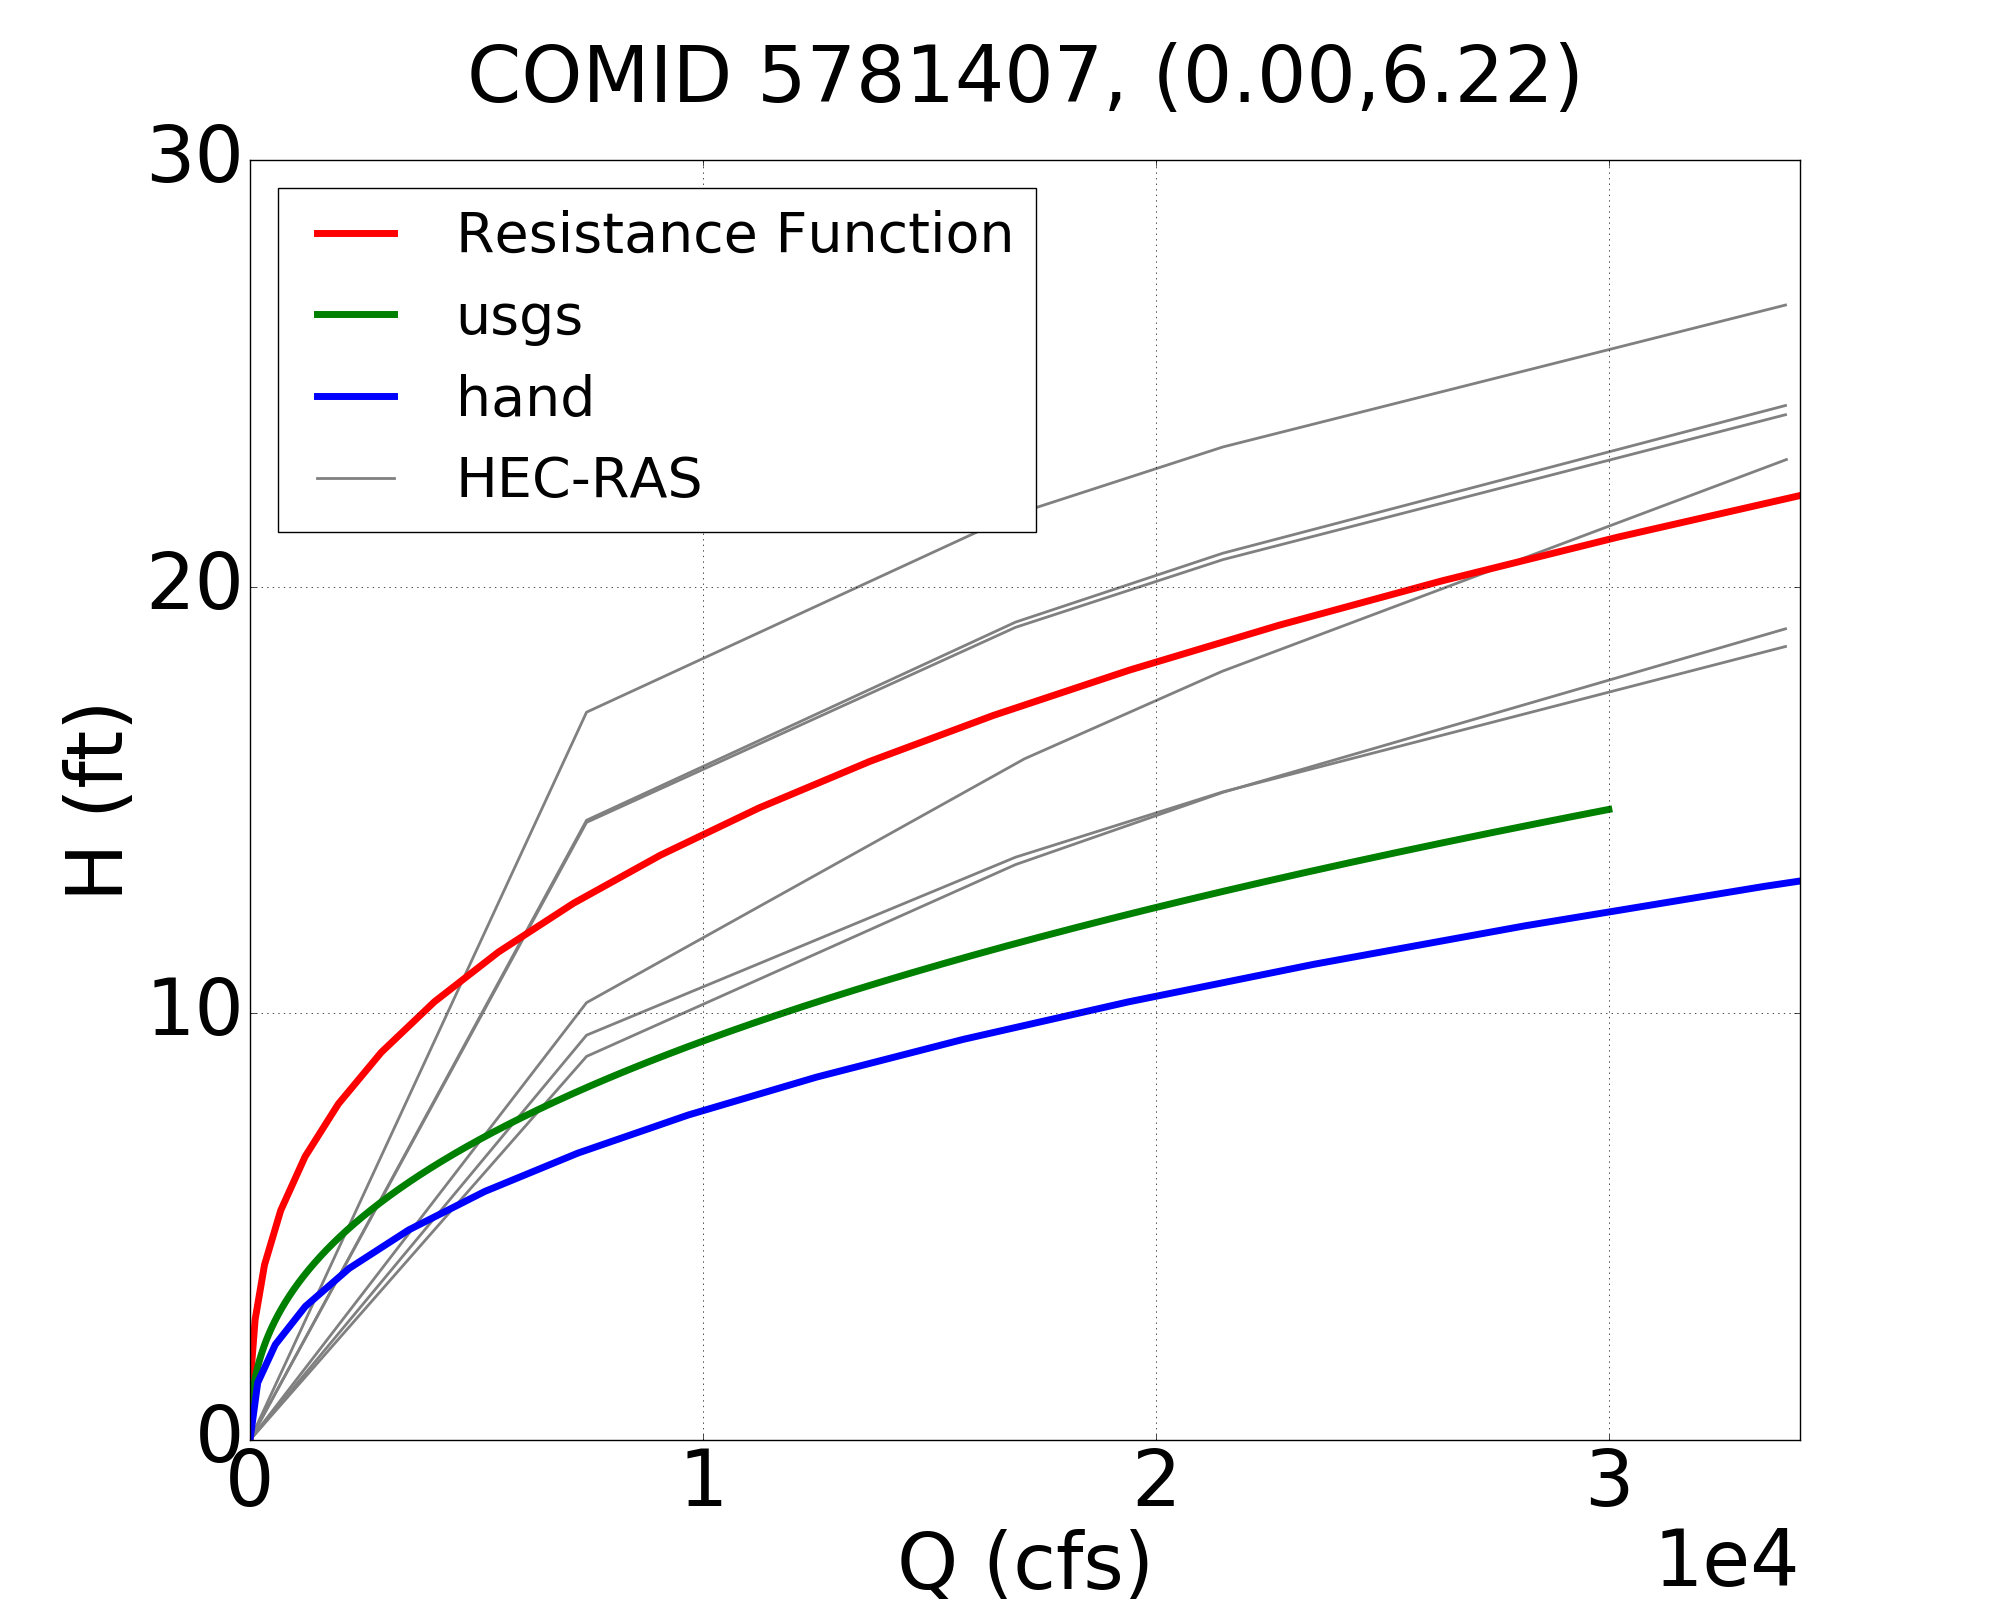 COMID 5781407, (0.00,6.22)
30
Resistance Function
usgs
hand
HEC-RAS
20
H (ft)
10
0
0 1 2 3
Q (cfs) 1e4